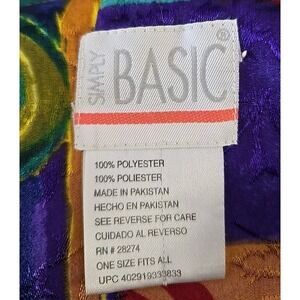 SIMPLY
BASIC®
100% POLYESTER
100% POLIESTER
MADE IN PAKISTAN
HECHO EN PAKISTAN
SEE REVERSE FOR CARE
CUIDADO AL REVERSO
RN # 28274
ONE SIZE FITS ALL
UPC 402919333833